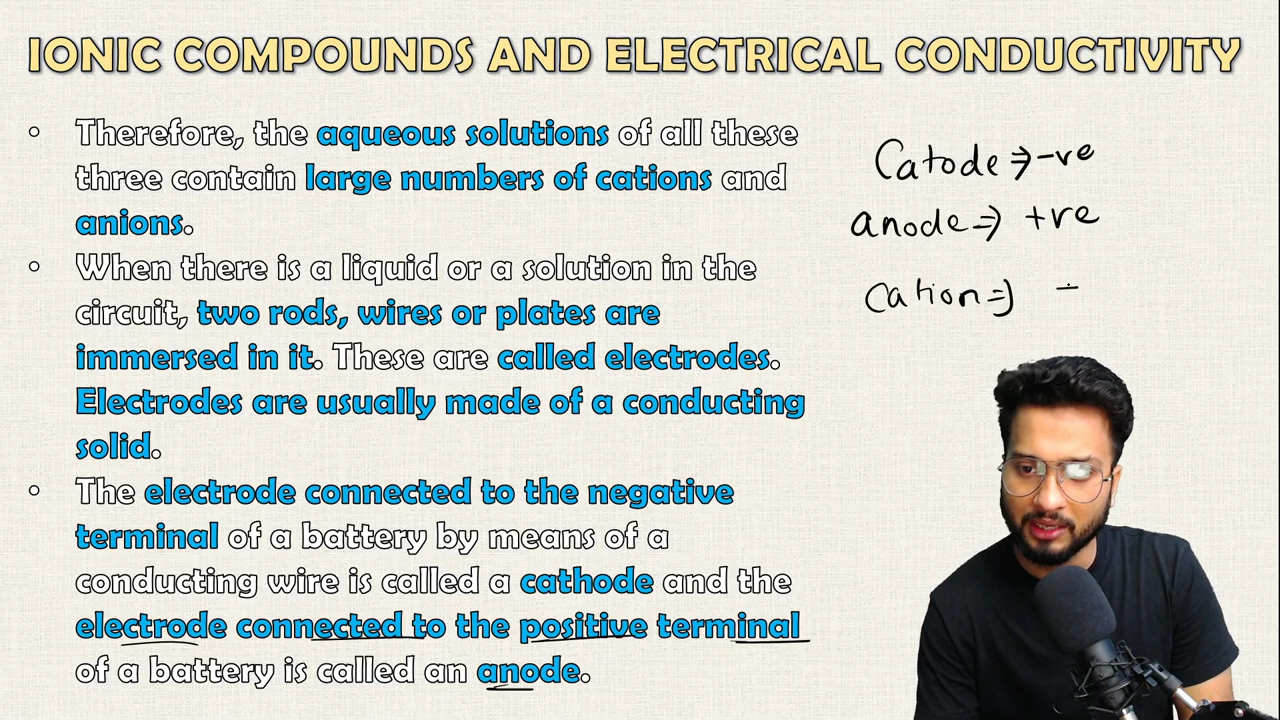 IONIC COMPOUNDS AND ELECTRICAL CONDUCTIVITY
• Therefore, the aqueous solutions of all these
three contain large numbers of cations and
anions.
• When there is a liquid or a solution in the
circuit, two rods, wires or plates are
immersed in it. These are called electrodes.
Electrodes are usually made of a conducting
solid.
• The electrode connected to the negative
terminal of a battery by means of a
conducting wire is called a cathode and the
electrode connected to the positive terminal
of a battery is called an anode.
Catode ⇒ -ve
anode ⇒ +ve
Cation ⇒